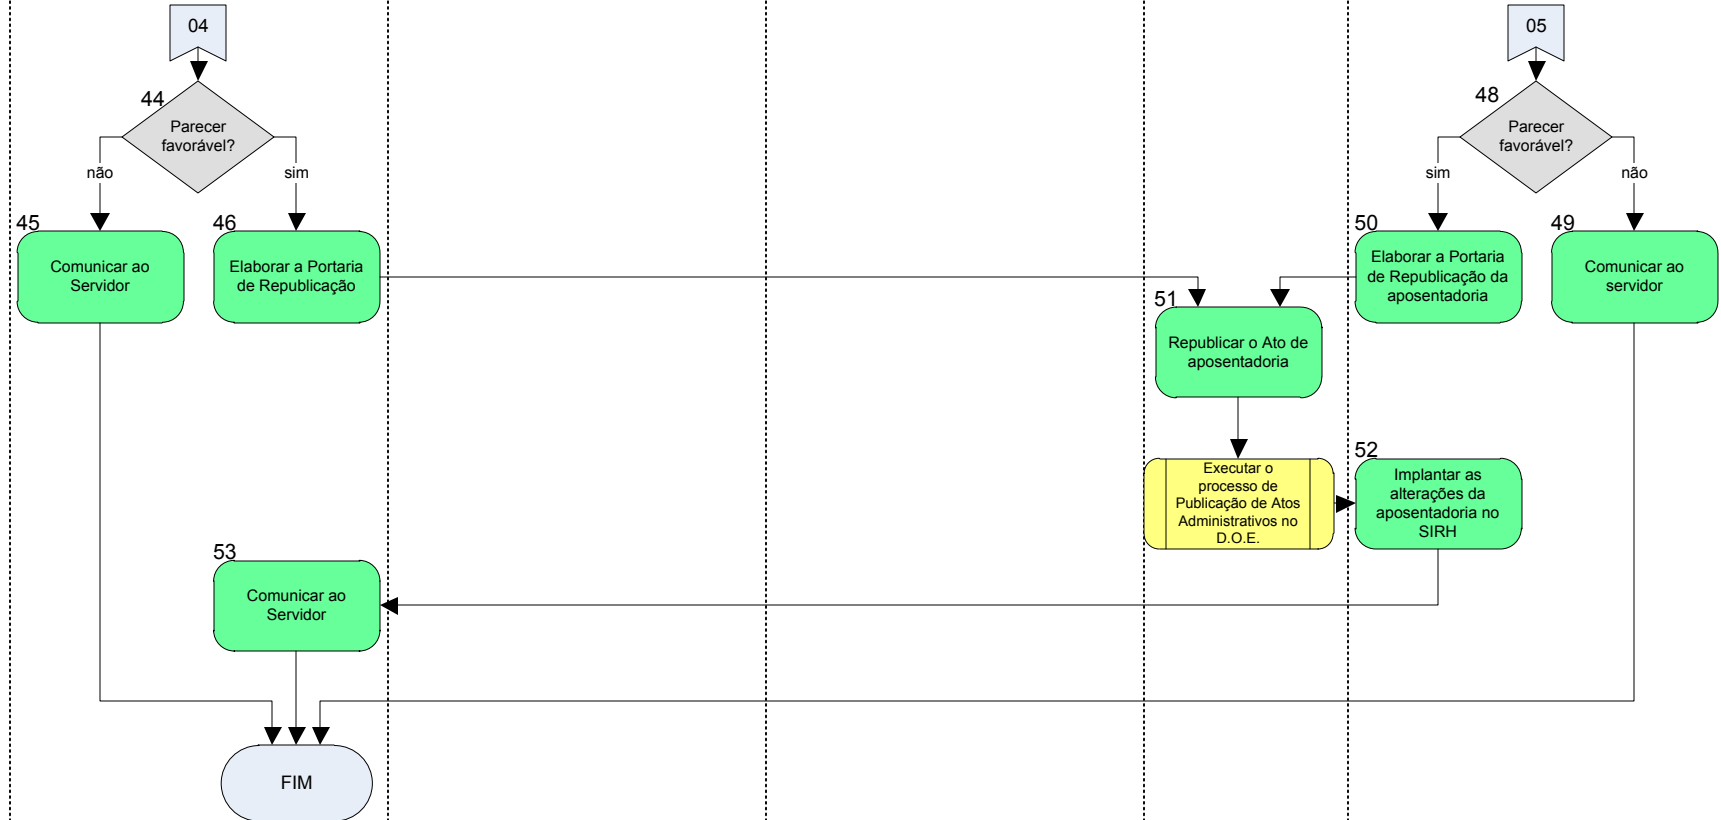 04
05
44
Parecer
favorável?
48
Parecer
favorável?
não
sim
sim
não
45
Comunicar ao
Servidor
46
Elaborar a Portaria
de Republicação
50
Elaborar a Portaria
de Republicação da
aposentadoria
49
Comunicar ao
servidor
51
Republicar o Ato de
aposentadoria
Executar o
processo de
Publicação de Atos
Administrativos no
D.O.E.
52
Implantar as
alterações da
aposentadoria no
SIRH
53
Comunicar ao
Servidor
FIM